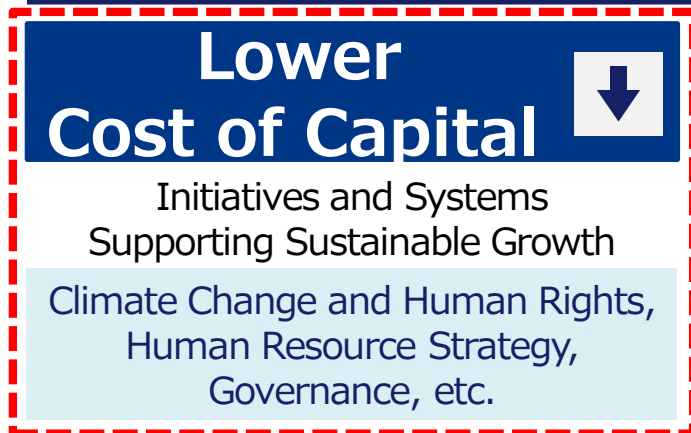 Lower
Cost of Capital
Initiatives and Systems
Supporting Sustainable Growth
Climate Change and Human Rights,
Human Resource Strategy,
Governance, etc.